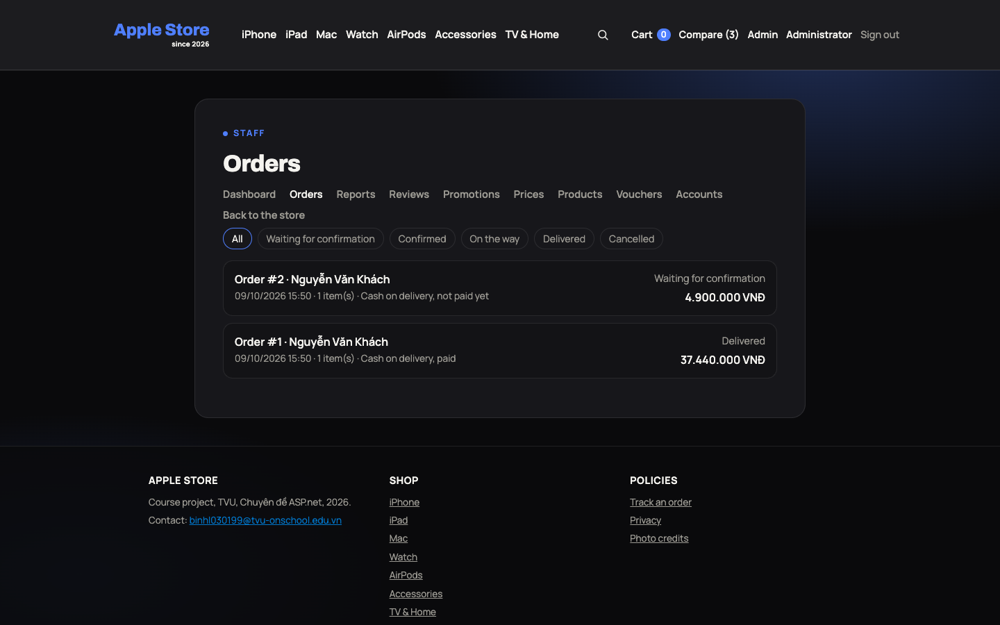 Apple Store
since 2026
iPhone iPad Mac Watch AirPods Accessories TV & Home
Cart 0 Compare (3) Admin Administrator Sign out
STAFF
Orders
Dashboard Orders Reports Reviews Promotions Prices Products Vouchers Accounts
Back to the store
All Waiting for confirmation Confirmed On the way Delivered Cancelled
Order #2 · Nguyễn Văn Khách
Waiting for confirmation
09/10/2026 15:50 · 1 item(s) · Cash on delivery, not paid yet
4.900.000 VNĐ
Order #1 · Nguyễn Văn Khách
Delivered
09/10/2026 15:50 · 1 item(s) · Cash on delivery, paid
37.440.000 VNĐ
APPLE STORE
Course project, TVU, Chuyên đề ASP.net, 2026.
Contact: binhl030199@tvu-onschool.edu.vn
SHOP
iPhone
iPad
Mac
Watch
AirPods
Accessories
TV & Home
POLICIES
Track an order
Privacy
Photo credits